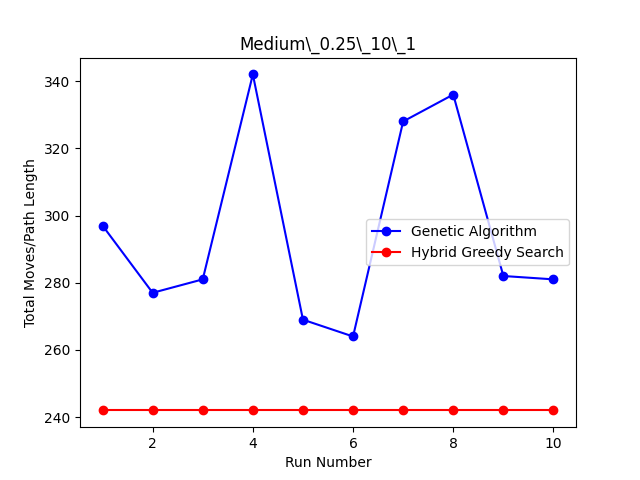 Medium\_0.25\_10\_1
Total Moves/Path Length
340
320
300
280
260
240
Genetic Algorithm
Hybrid Greedy Search
2 4 6 8 10
Run Number